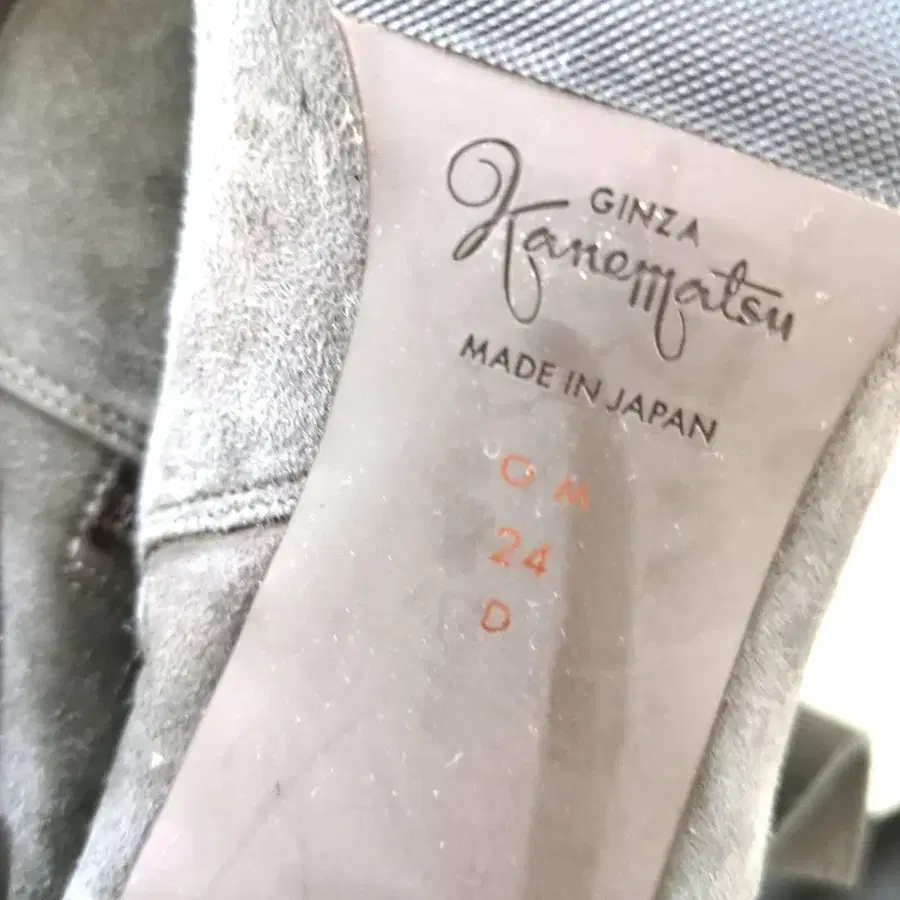 GINZA
Kanematsu
MADE IN JAPAN
O M
24
D